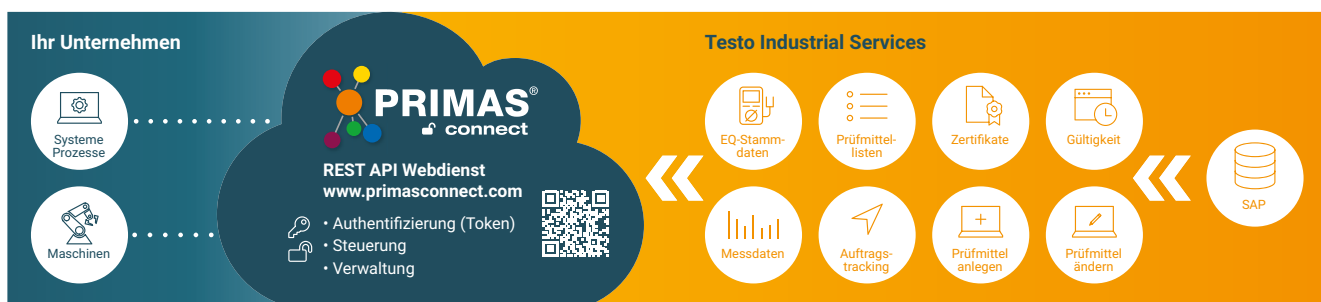 Ihr Unternehmen
Systeme
Prozesse
Maschinen
PRIMAS®
connect
REST API Webdienst
www.primasconnect.com
• Authentifizierung (Token)
• Steuerung
• Verwaltung
Testo Industrial Services
EQ-Stamm-
daten
Prüfmittel-
listen
Zertifikate
Gültigkeit
Messdaten
Auftrags-
tracking
Prüfmittel
anlegen
Prüfmittel
ändern
SAP